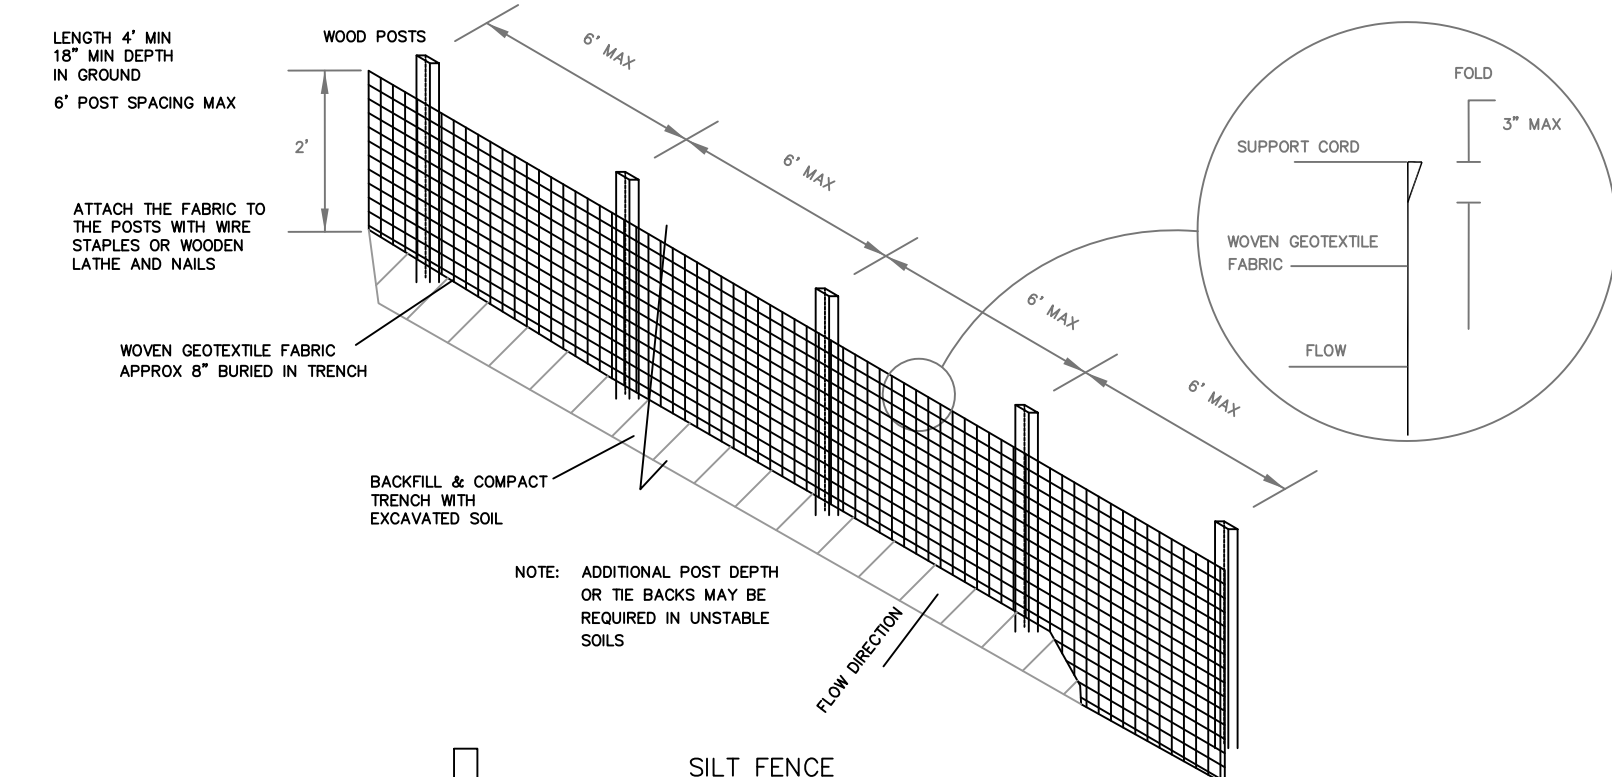 LENGTH 4' MIN
18" MIN DEPTH
IN GROUND
6' POST SPACING MAX
WOOD POSTS
6' MAX
6' MAX
6' MAX
6' MAX
2'
ATTACH THE FABRIC TO
THE POSTS WITH WIRE
STAPLES OR WOODEN
LATHE AND NAILS
WOVEN GEOTEXTILE FABRIC
APPROX 8" BURIED IN TRENCH
BACKFILL & COMPACT
TRENCH WITH
EXCAVATED SOIL
NOTE: ADDITIONAL POST DEPTH
OR TIE BACKS MAY BE
REQUIRED IN UNSTABLE
SOILS
FLOW DIRECTION
FOLD
3" MAX
SUPPORT CORD
WOVEN GEOTEXTILE
FABRIC
FLOW
SILT FENCE